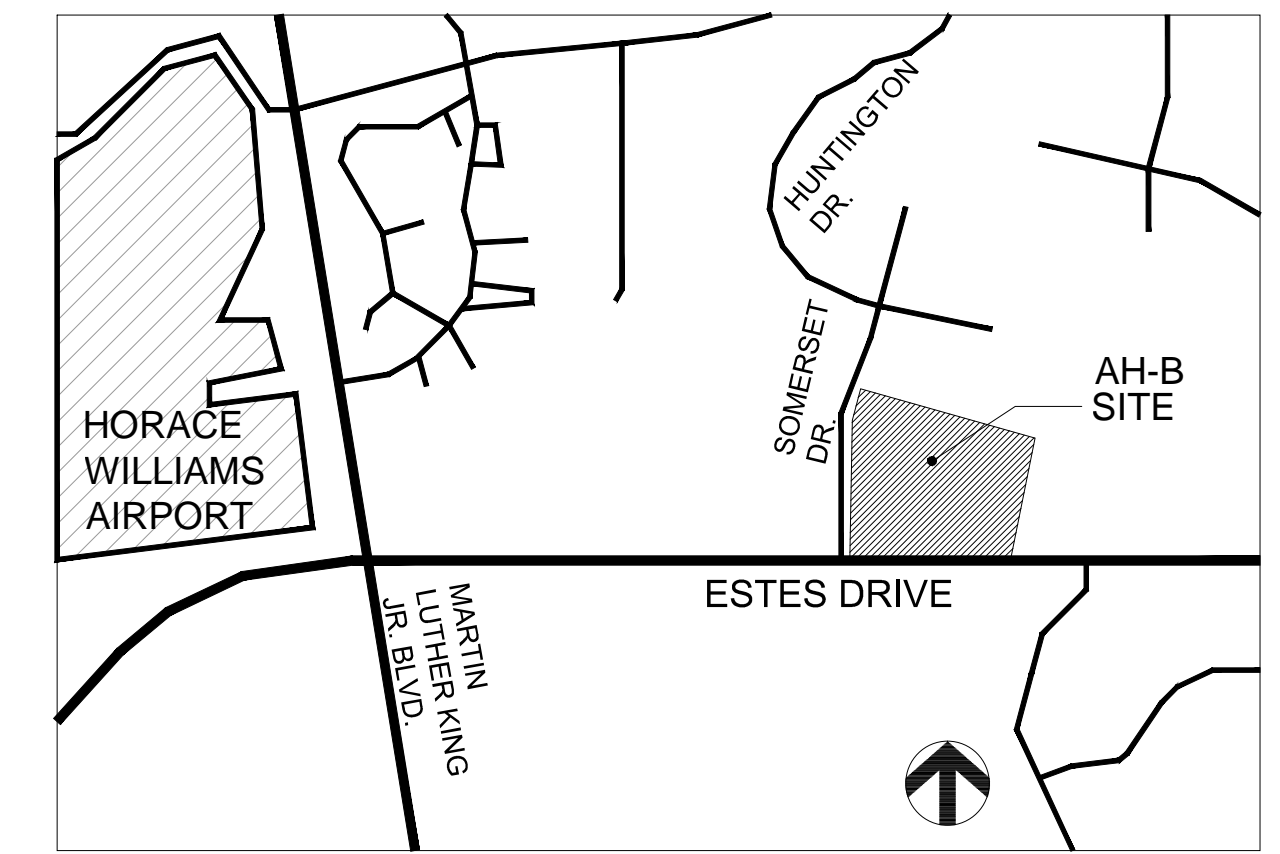 HUNTINGTON
DR.
SOMERSET
DR.
AH-B
SITE
HORACE
WILLIAMS
AIRPORT
ESTES DRIVE
MARTIN
LUTHER KING
JR. BLVD.